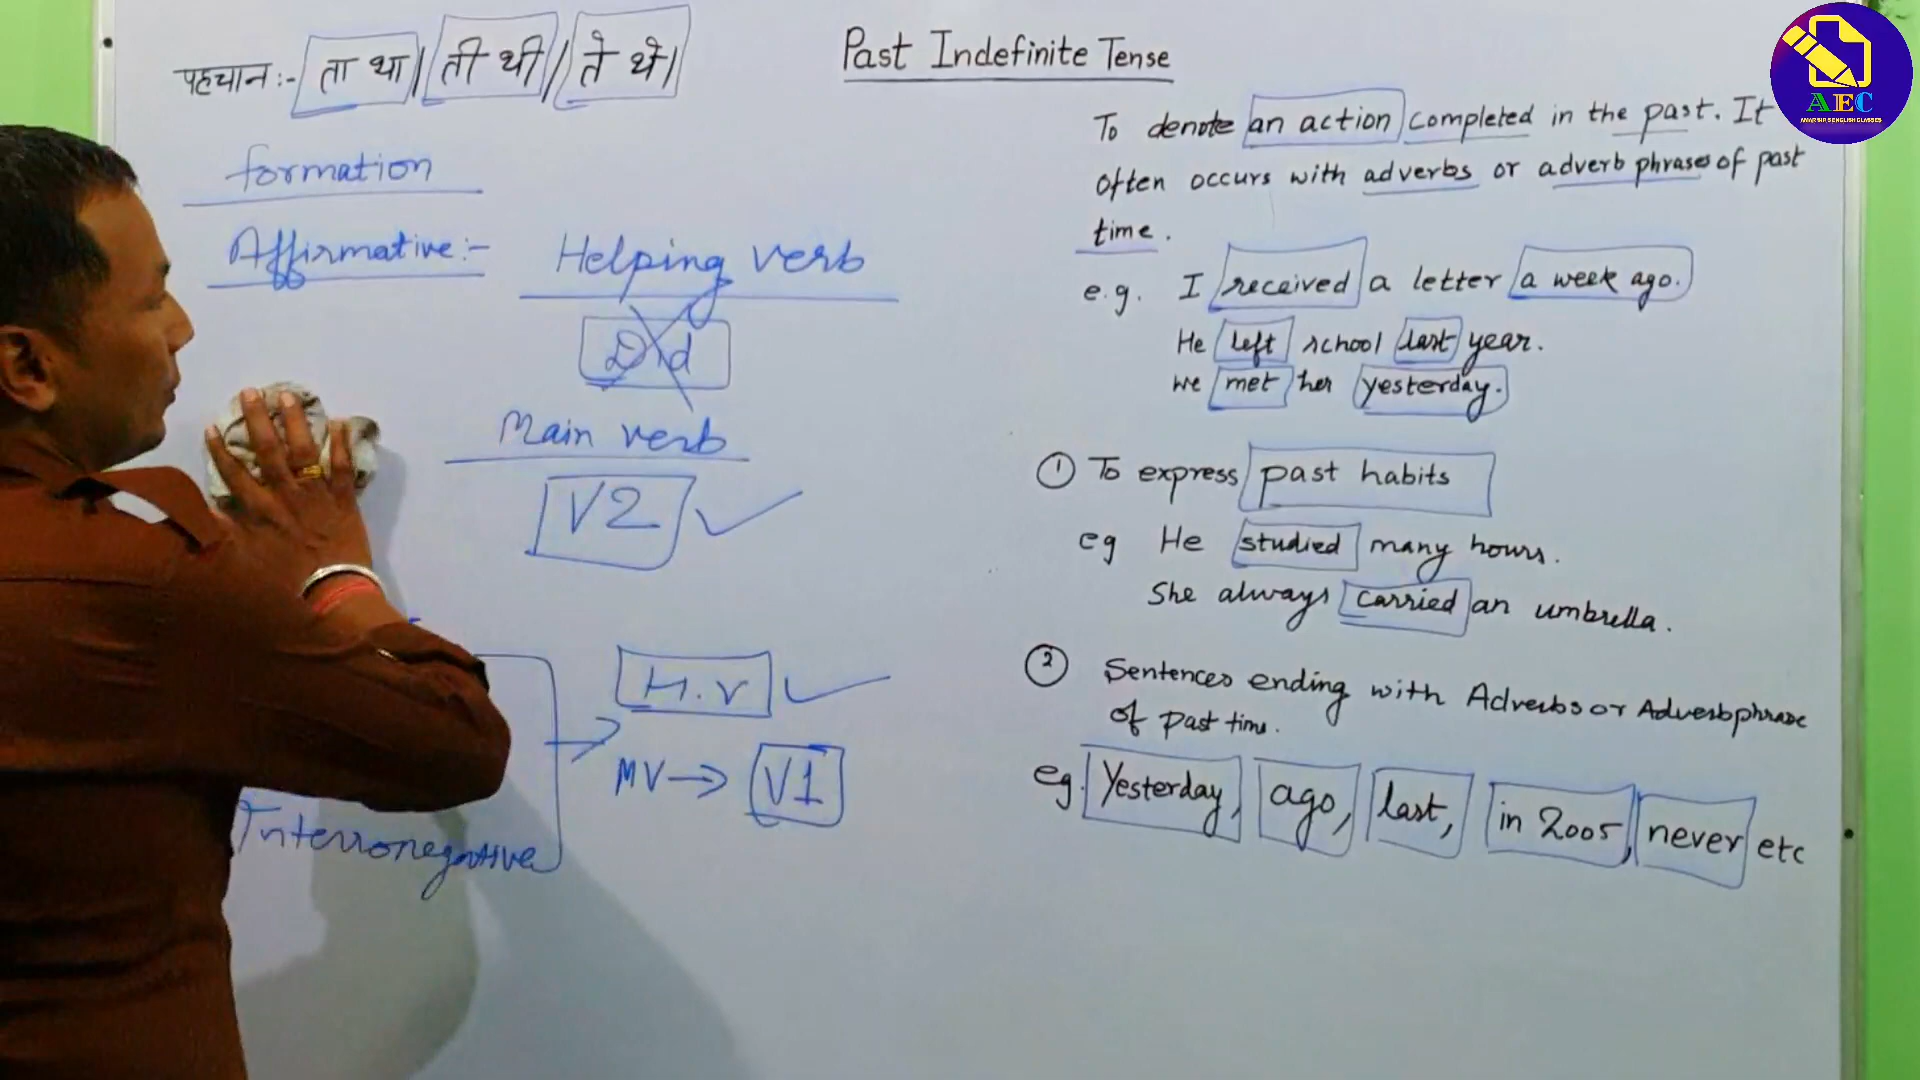 Past Indefinite Tense
पहचान :- ता था / ती थी / ते थे।
formation
Affirmative :-
Helping verb
Did
Main verb
V2
H.V
MV → V1
Interronegative
To denote an action completed in the past. It
often occurs with adverbs or adverb phrases of past
time.
e.g. I received a letter a week ago.
He left school last year.
we met her yesterday.
① To express past habits
eg He studied many hours.
She always carried an umbrella.
② Sentences ending with Adverbs or Adverb phrase
of past time.
eg. Yesterday, ago, last, in 2005, never etc
AEC